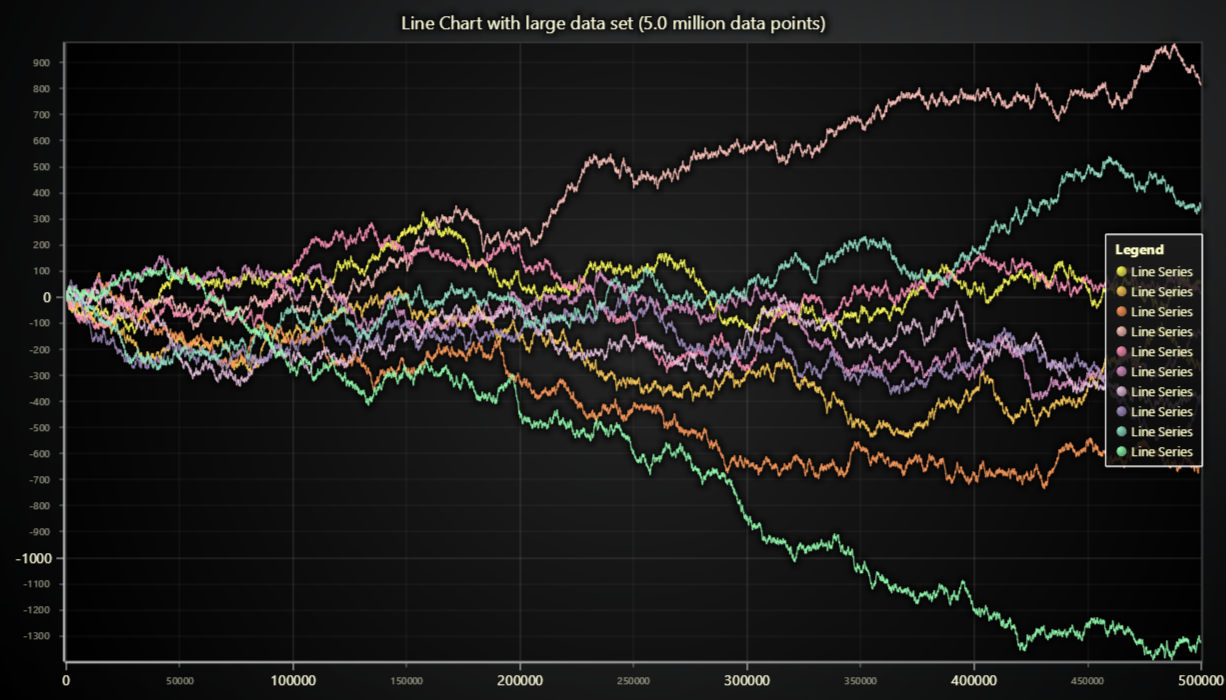 Line Chart with large data set (5.0 million data points)
900
800
700
600
500
400
300
200
100
0
-100
-200
-300
-400
-500
-600
-700
-800
-900
-1000
-1100
-1200
-1300
0 50000 100000 150000 200000 250000 300000 350000 400000 450000 500000
Legend
Line Series
Line Series
Line Series
Line Series
Line Series
Line Series
Line Series
Line Series
Line Series
Line Series